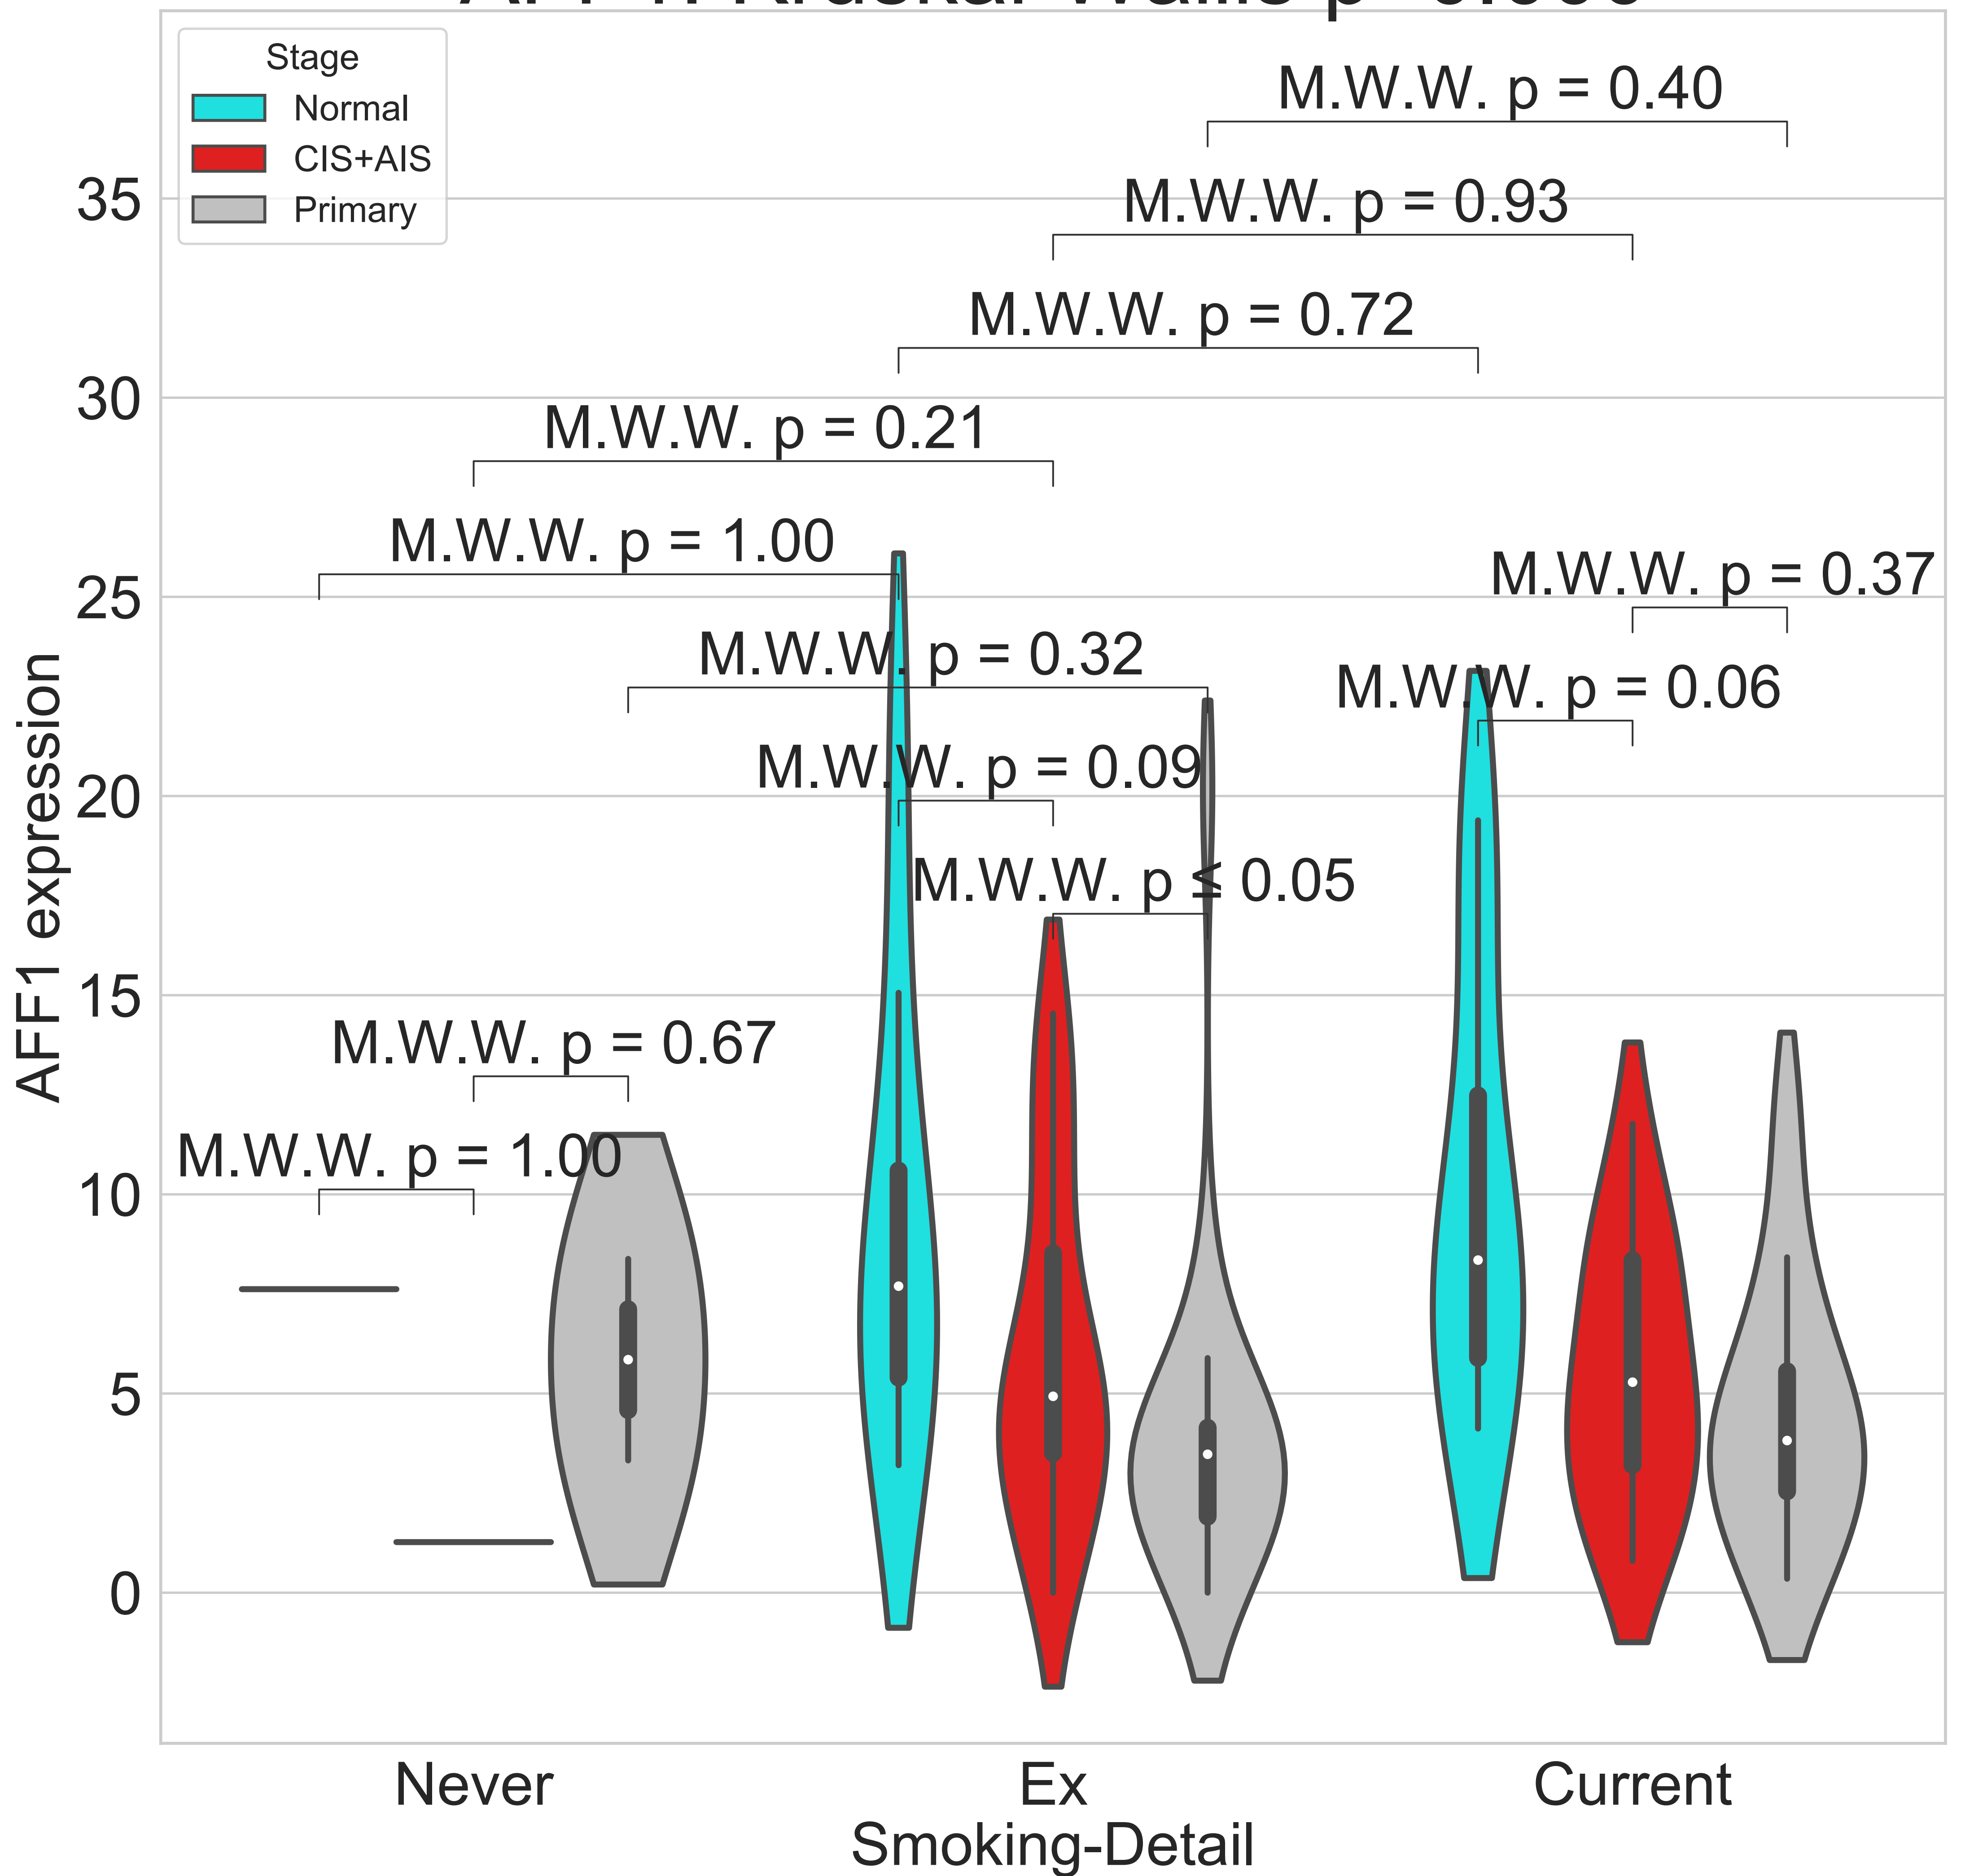 Stage
Normal
CIS+AIS
Primary
M.W.W. p = 0.40
M.W.W. p = 0.93
M.W.W. p = 0.72
M.W.W. p = 0.21
M.W.W. p = 1.00
M.W.W. p = 0.37
M.W.W. p = 0.32
M.W.W. p = 0.06
M.W.W. p = 0.09
M.W.W. p ≤ 0.05
M.W.W. p = 0.67
M.W.W. p = 1.00
35
30
25
20
15
10
5
0
AFF1 expression
Never
Ex
Current
Smoking-Detail